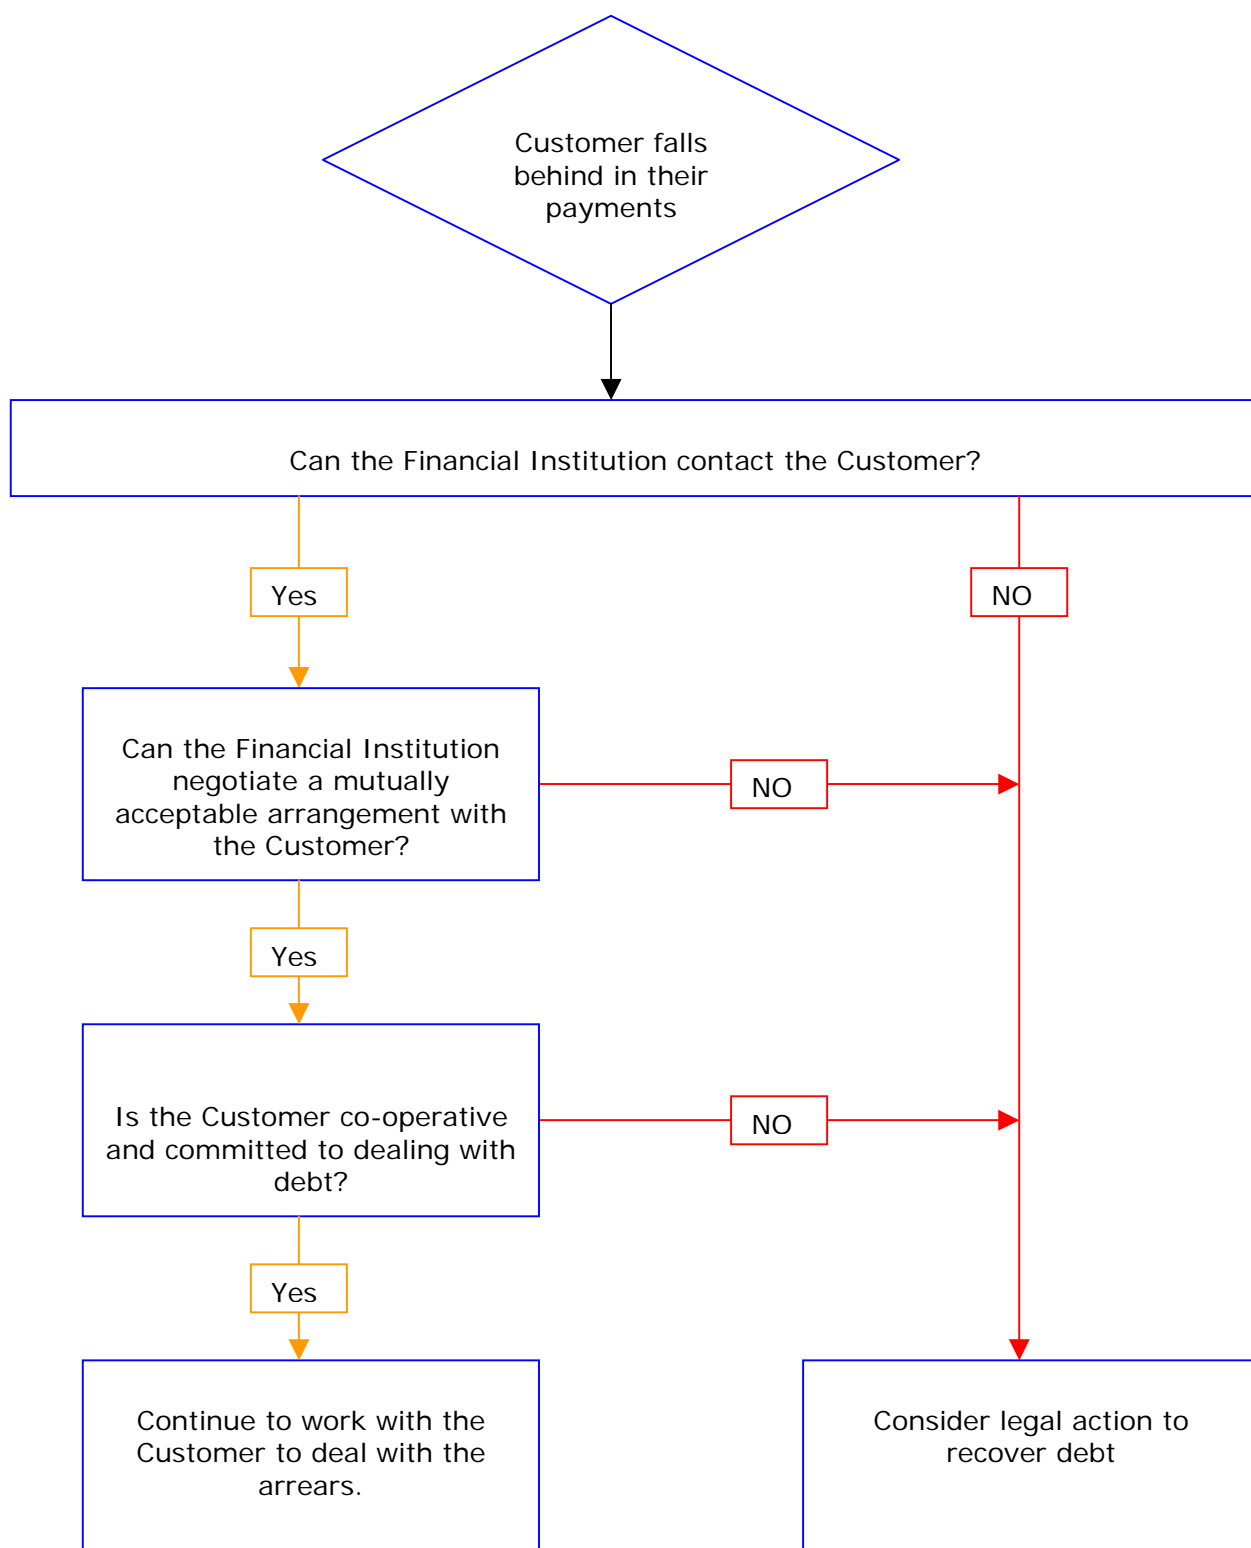 Customer falls
behind in their
payments
Can the Financial Institution contact the Customer?
Yes
NO
Can the Financial Institution
negotiate a mutually
acceptable arrangement with
the Customer?
NO
Yes
Is the Customer co-operative
and committed to dealing with
debt?
NO
Yes
Continue to work with the
Customer to deal with the
arrears.
Consider legal action to
recover debt